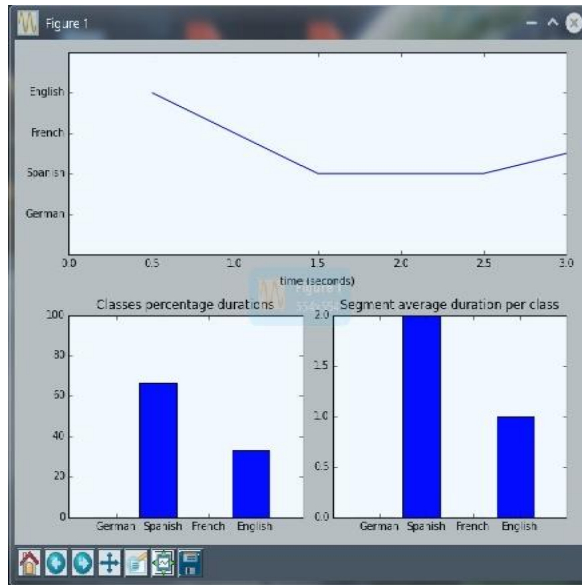 Figure 1
English
French
Spanish
German
0.0 0.5 1.0 1.5 2.0 2.5 3.0
time (seconds)
Figure 1
Classes percentage durations
100
80
60
40
20
0
German Spanish French English
Segment average duration per class
2.0
1.5
1.0
0.5
0.0
German Spanish French English